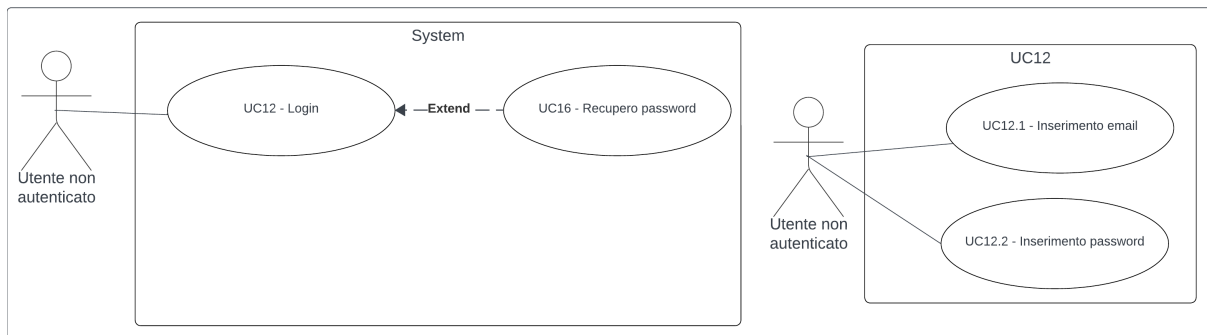 System
UC12 - Login
Extend
UC16 - Recupero password
Utente non
autenticato
UC12
UC12.1 - Inserimento email
UC12.2 - Inserimento password
Utente non
autenticato